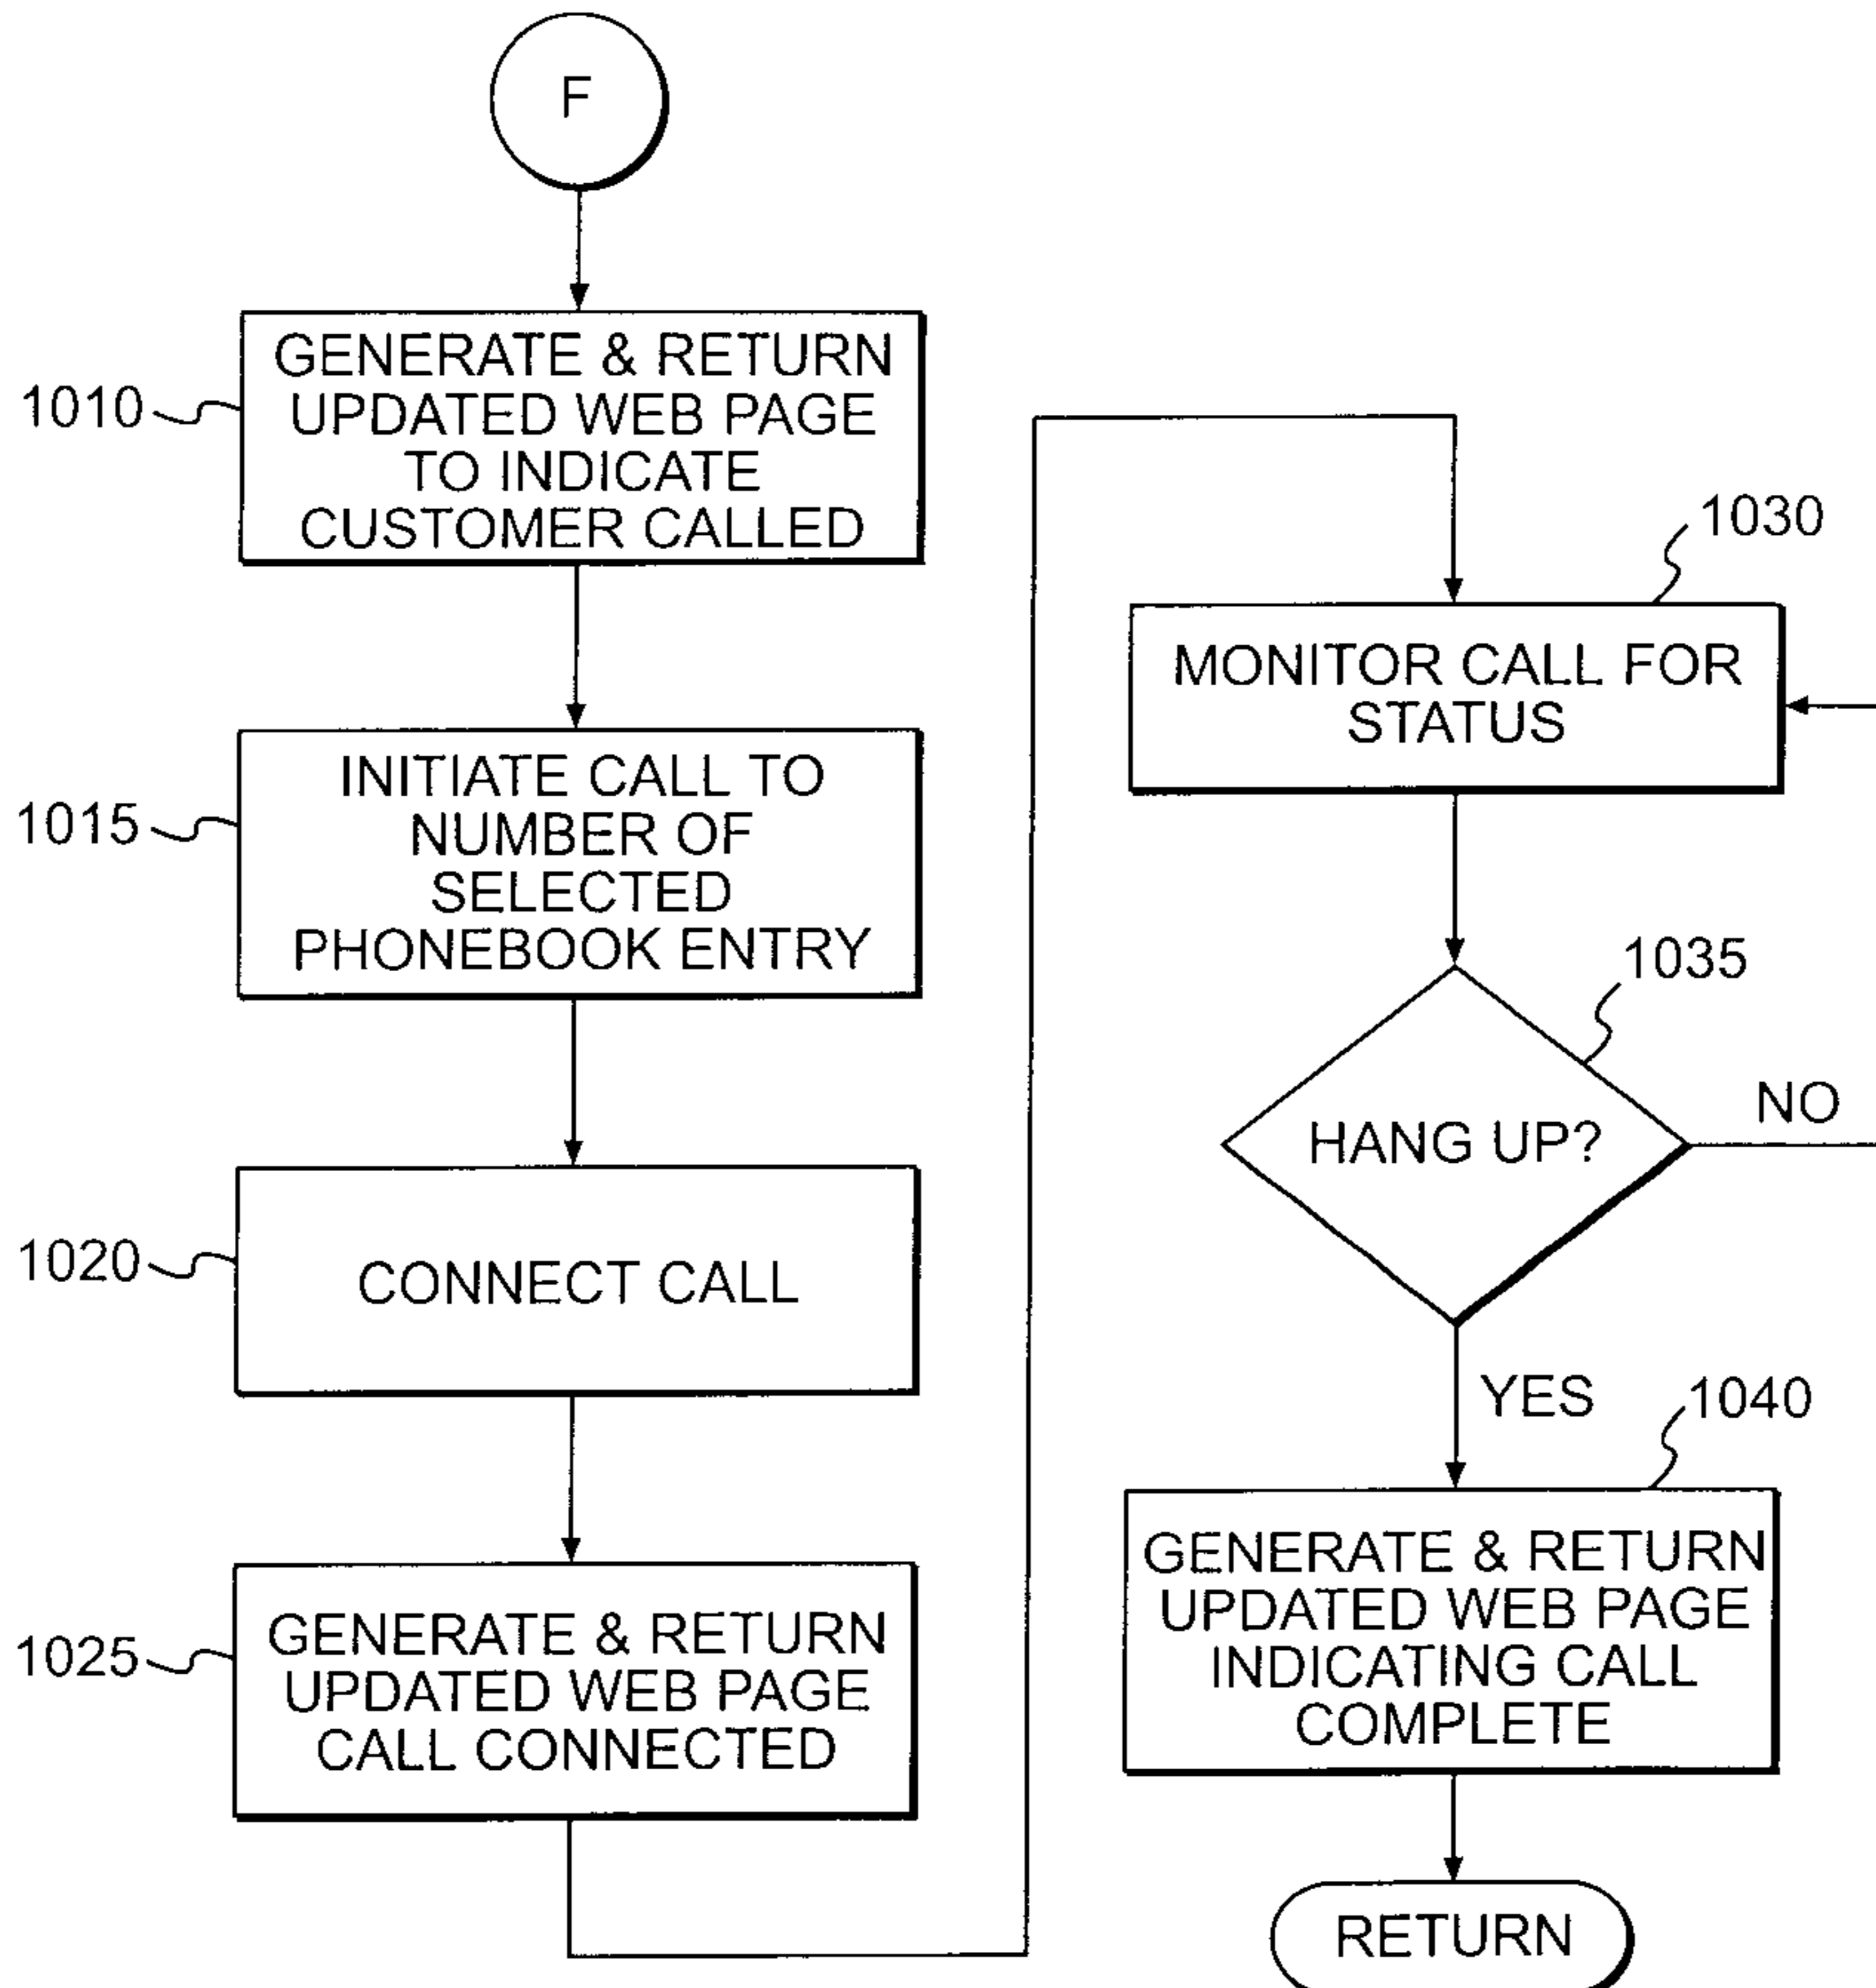 F
1010
GENERATE & RETURN
UPDATED WEB PAGE
TO INDICATE
CUSTOMER CALLED
1015
INITIATE CALL TO
NUMBER OF
SELECTED
PHONEBOOK ENTRY
1020
CONNECT CALL
1025
GENERATE & RETURN
UPDATED WEB PAGE
CALL CONNECTED
1030
MONITOR CALL FOR
STATUS
1035
HANG UP?
NO
YES
1040
GENERATE & RETURN
UPDATED WEB PAGE
INDICATING CALL
COMPLETE
RETURN